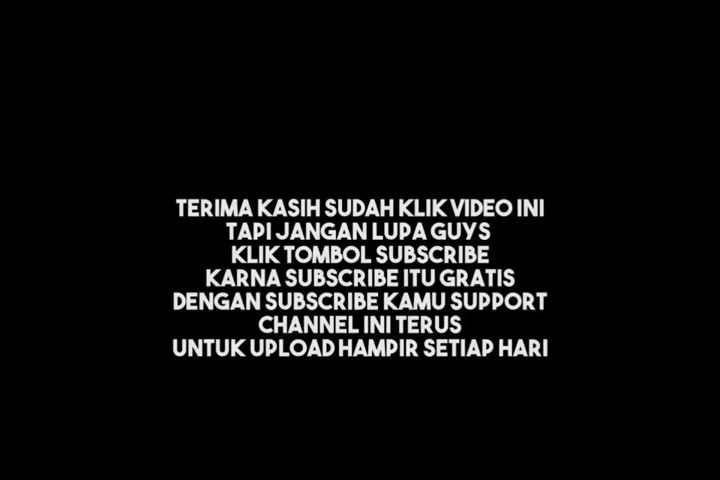 TERIMA KASIH SUDAH KLIK VIDEO INI
TAPI JANGAN LUPA GUYS
KLIK TOMBOL SUBSCRIBE
KARNA SUBSCRIBE ITU GRATIS
DENGAN SUBSCRIBE KAMU SUPPORT
CHANNEL INI TERUS
UNTUK UPLOAD HAMPIR SETIAP HARI